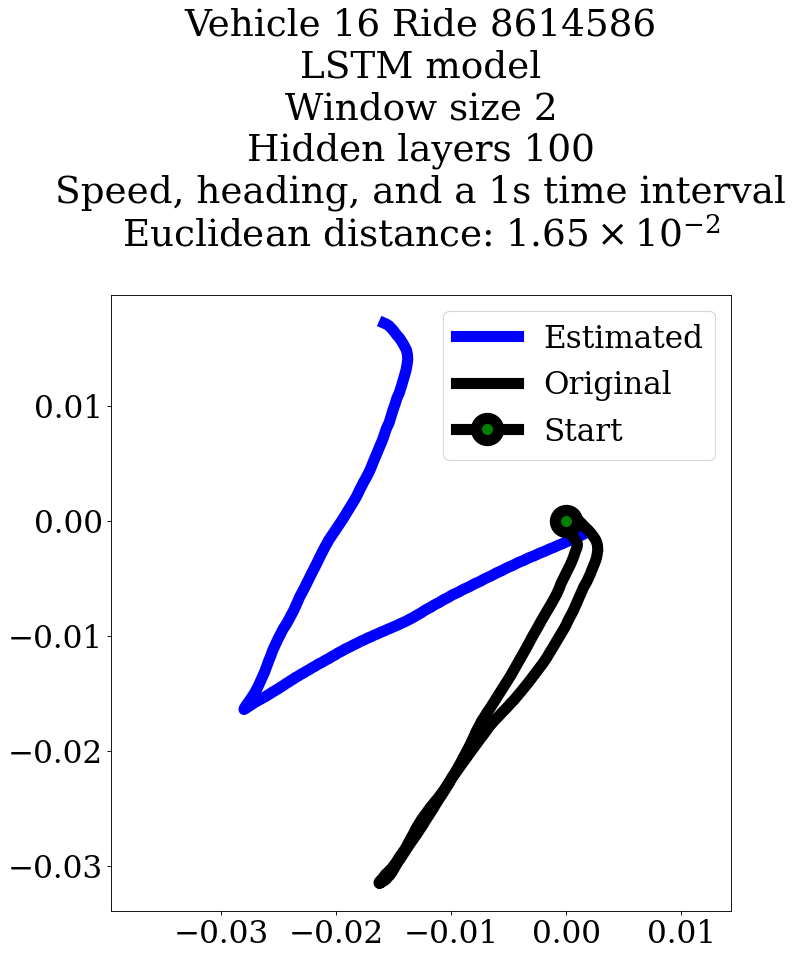 Vehicle 16 Ride 8614586
LSTM model
Window size 2
Hidden layers 100
Speed, heading, and a 1s time interval
Euclidean distance: 1.65 × 10⁻²
Estimated
Original
Start
0.01
0.00
−0.01
−0.02
−0.03
−0.03 −0.02 −0.01 0.00 0.01